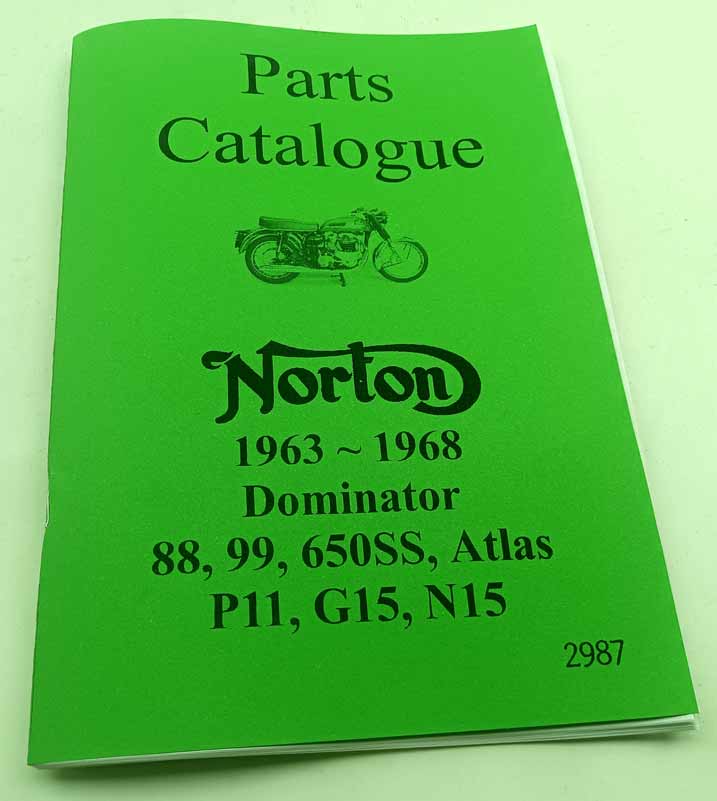 Parts
Catalogue
Norton
1963 ~ 1968
Dominator
88, 99, 650SS, Atlas
P11, G15, N15
2987